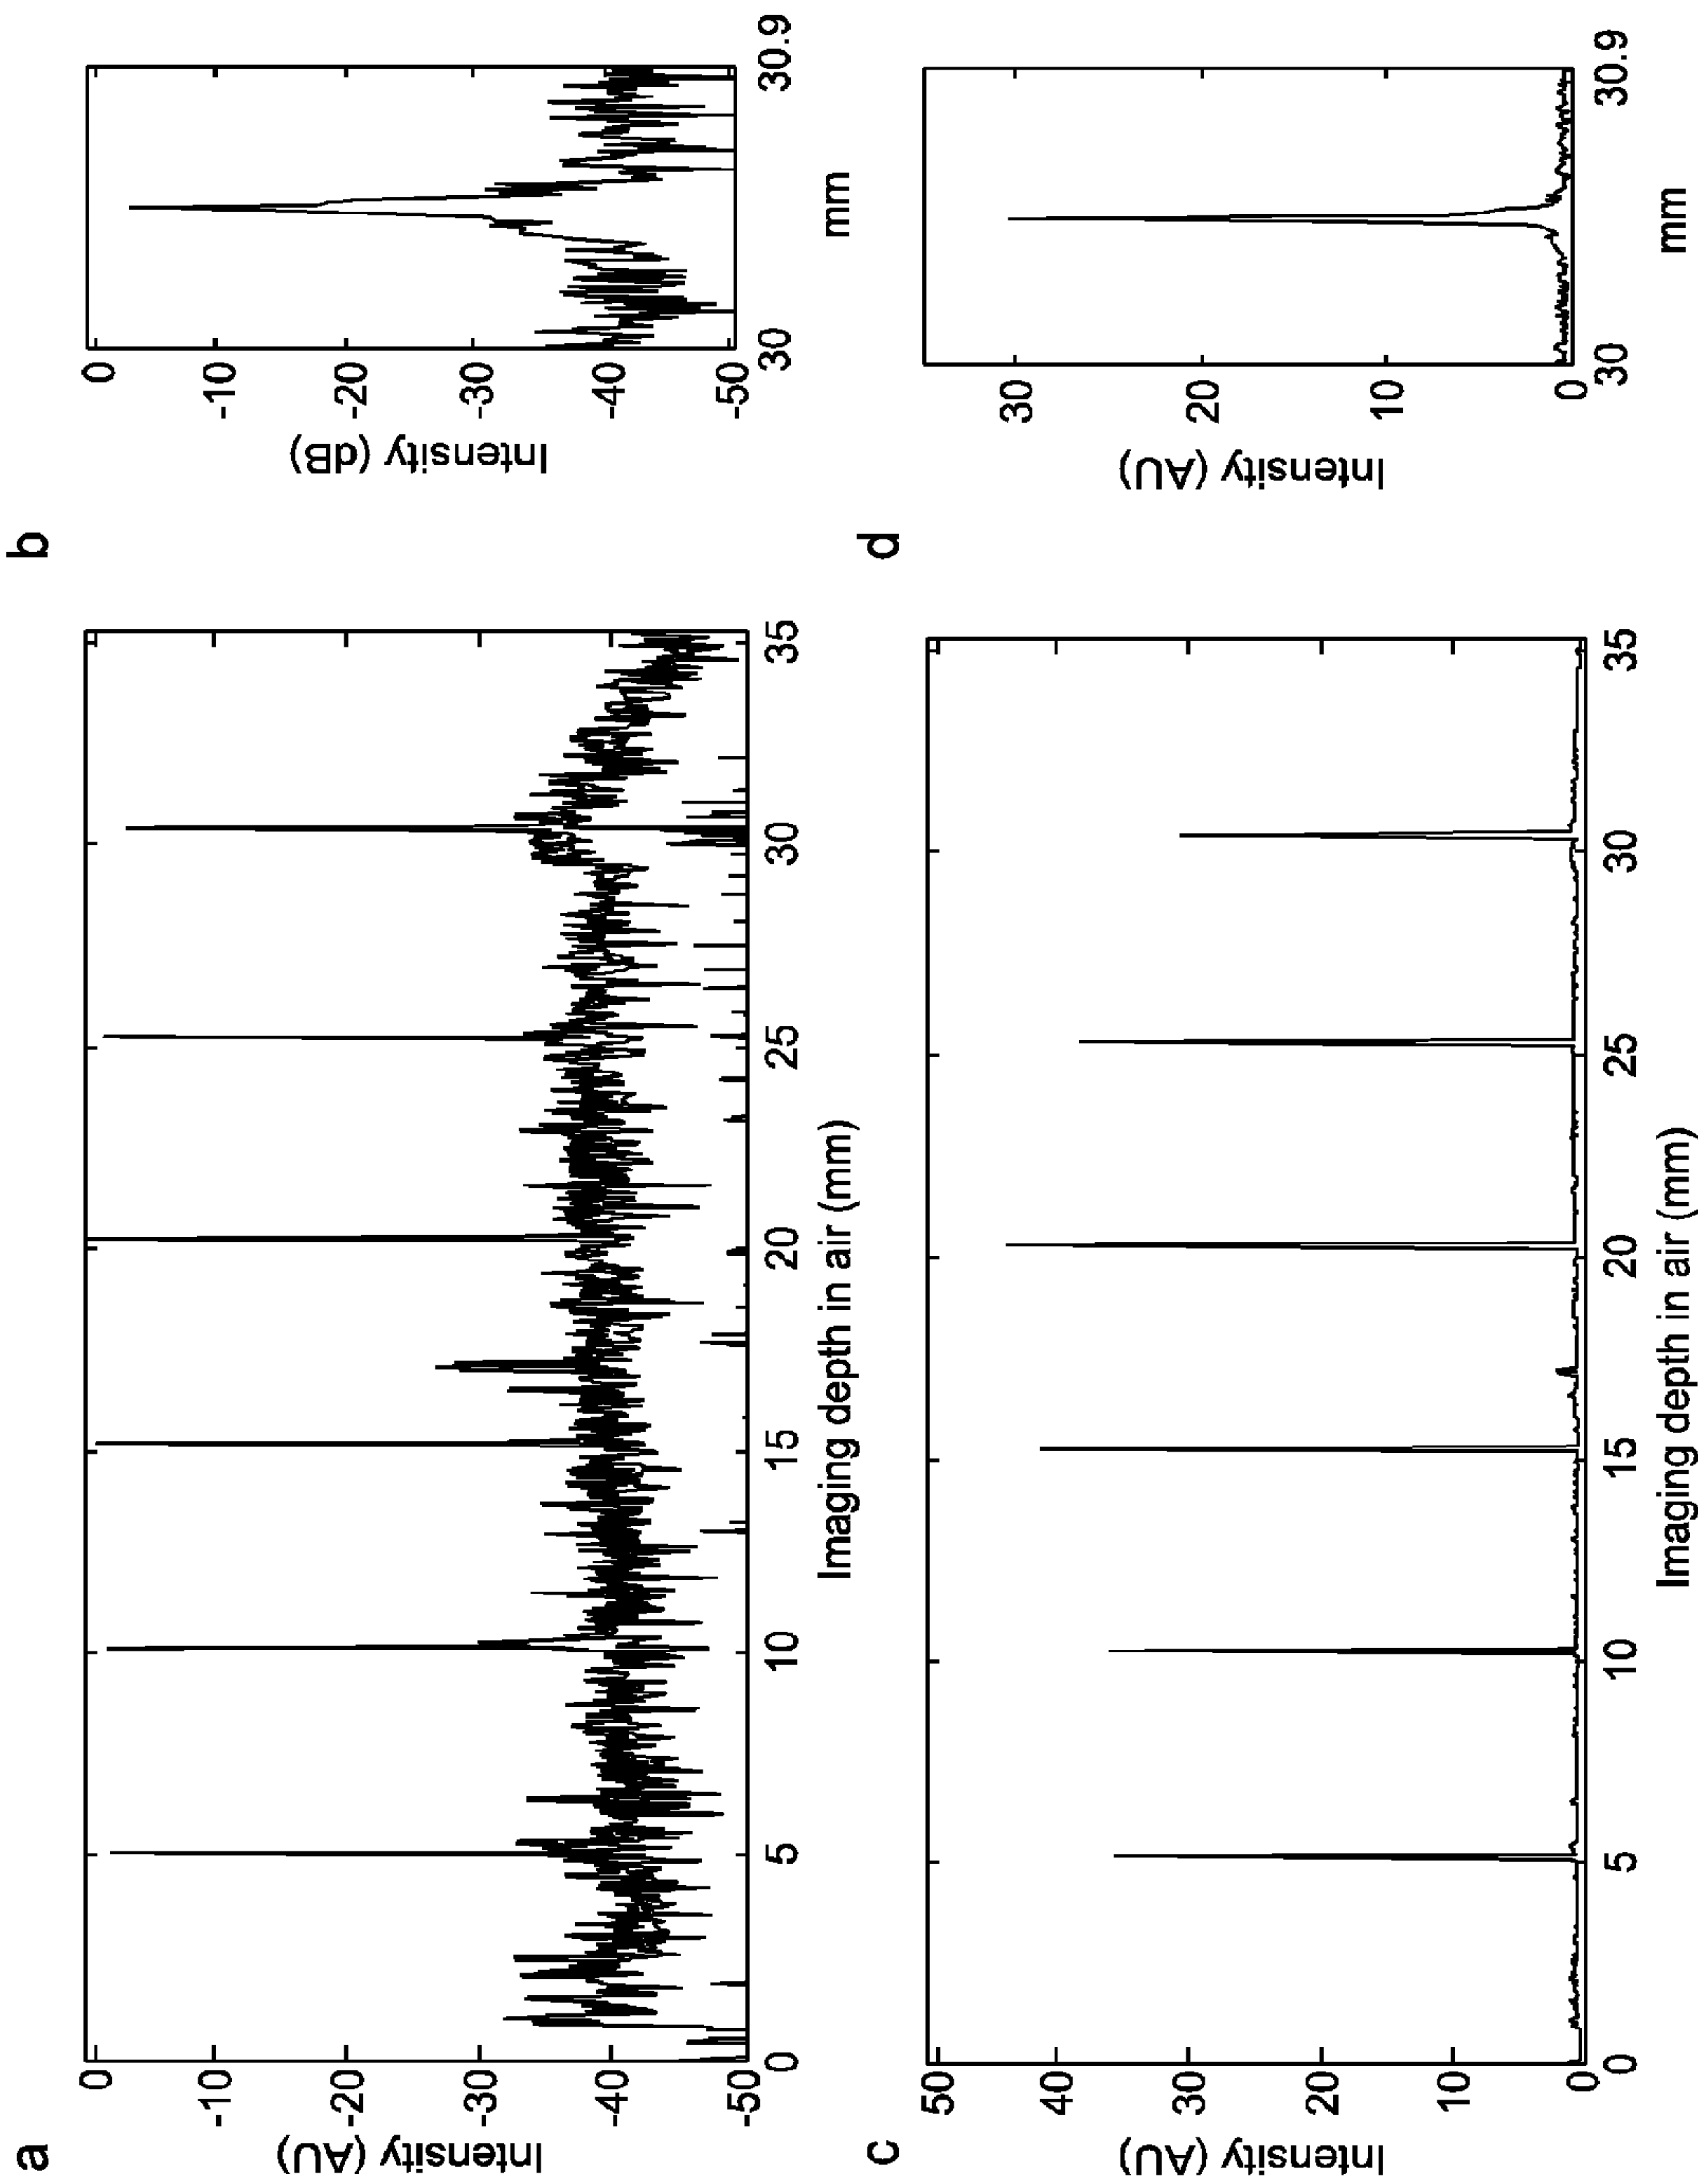 a
Intensity (AU)
0
-10
-20
-30
-40
-50
0 5 10 15 20 25 30 35
Imaging depth in air (mm)
b
Intensity (dB)
0
-10
-20
-30
-40
-50
30 30.9
mm
c
Intensity (AU)
50
40
30
20
10
0
0 5 10 15 20 25 30 35
Imaging depth in air (mm)
d
Intensity (AU)
30
20
10
0
30 30.9
mm